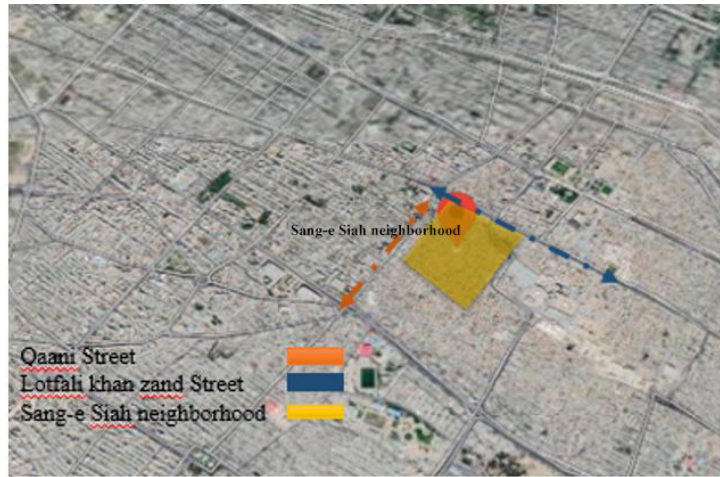 Sang-e Siah neighborhood
Qaani Street
Lotfali khan zand Street
Sang-e Siah neighborhood